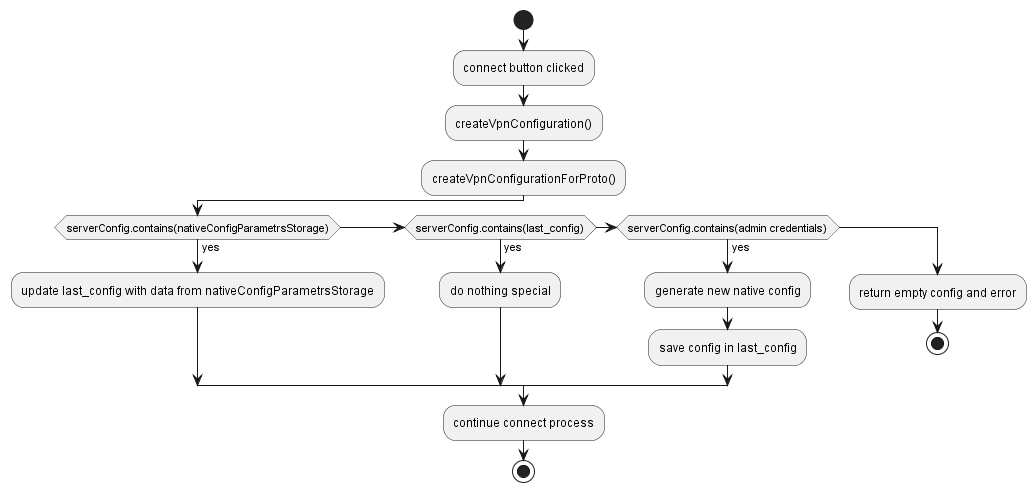 connect button clicked
createVpnConfiguration()
createVpnConfigurationForProto()
serverConfig.contains(nativeConfigParametrsStorage)
serverConfig.contains(last_config)
serverConfig.contains(admin credentials)
yes
yes
yes
update last_config with data from nativeConfigParametrsStorage
do nothing special
generate new native config
return empty config and error
save config in last_config
continue connect process